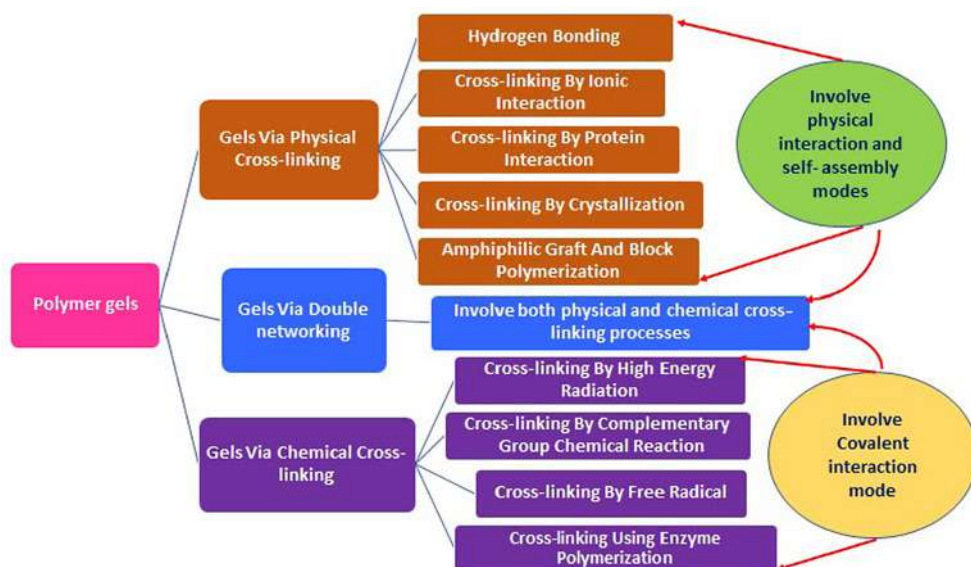 Hydrogen Bonding
Cross-linking By Ionic
Interaction
Gels Via Physical
Cross-linking
Cross-linking By Protein
Interaction
Cross-linking By Crystallization
Amphiphilic Graft And Block
Polymerization
Involve
physical
interaction and
self- assembly
modes
Polymer gels
Gels Via Double
networking
Involve both physical and chemical cross-
linking processes
Gels Via Chemical Cross-
linking
Cross-linking By High Energy
Radiation
Cross-linking By Complementary
Group Chemical Reaction
Cross-linking By Free Radical
Cross-linking Using Enzyme
Polymerization
Involve
Covalent
interaction
mode